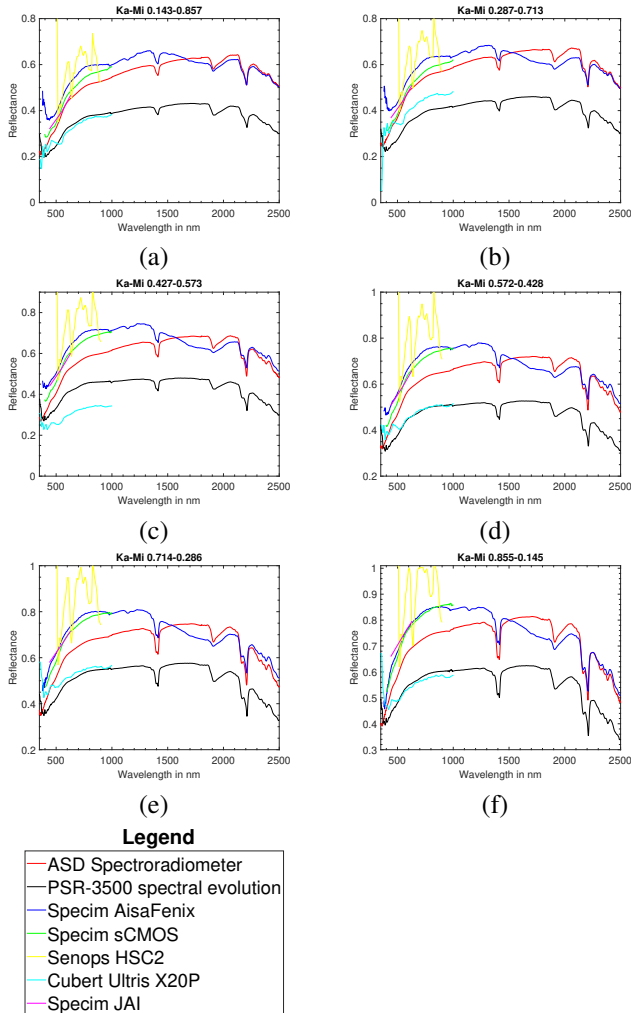 Ka-Mi 0.143-0.857
Reflectance
0.8
0.6
0.4
0.2
0
500 1000 1500 2000 2500
Wavelength in nm
(a)
Ka-Mi 0.287-0.713
Reflectance
0.8
0.6
0.4
0.2
0
500 1000 1500 2000 2500
Wavelength in nm
(b)
Ka-Mi 0.427-0.573
Reflectance
0.8
0.6
0.4
0.2
0
500 1000 1500 2000 2500
Wavelength in nm
(c)
Ka-Mi 0.572-0.428
Reflectance
1
0.8
0.6
0.4
0.2
500 1000 1500 2000 2500
Wavelength in nm
(d)
Ka-Mi 0.714-0.286
Reflectance
1
0.8
0.6
0.4
0.2
500 1000 1500 2000 2500
Wavelength in nm
(e)
Ka-Mi 0.855-0.145
Reflectance
1
0.9
0.8
0.7
0.6
0.5
0.4
0.3
500 1000 1500 2000 2500
Wavelength in nm
(f)
Legend
ASD Spectroradiometer
PSR-3500 spectral evolution
Specim AisaFenix
Specim sCMOS
Senops HSC2
Cubert Ultris X20P
Specim JAI